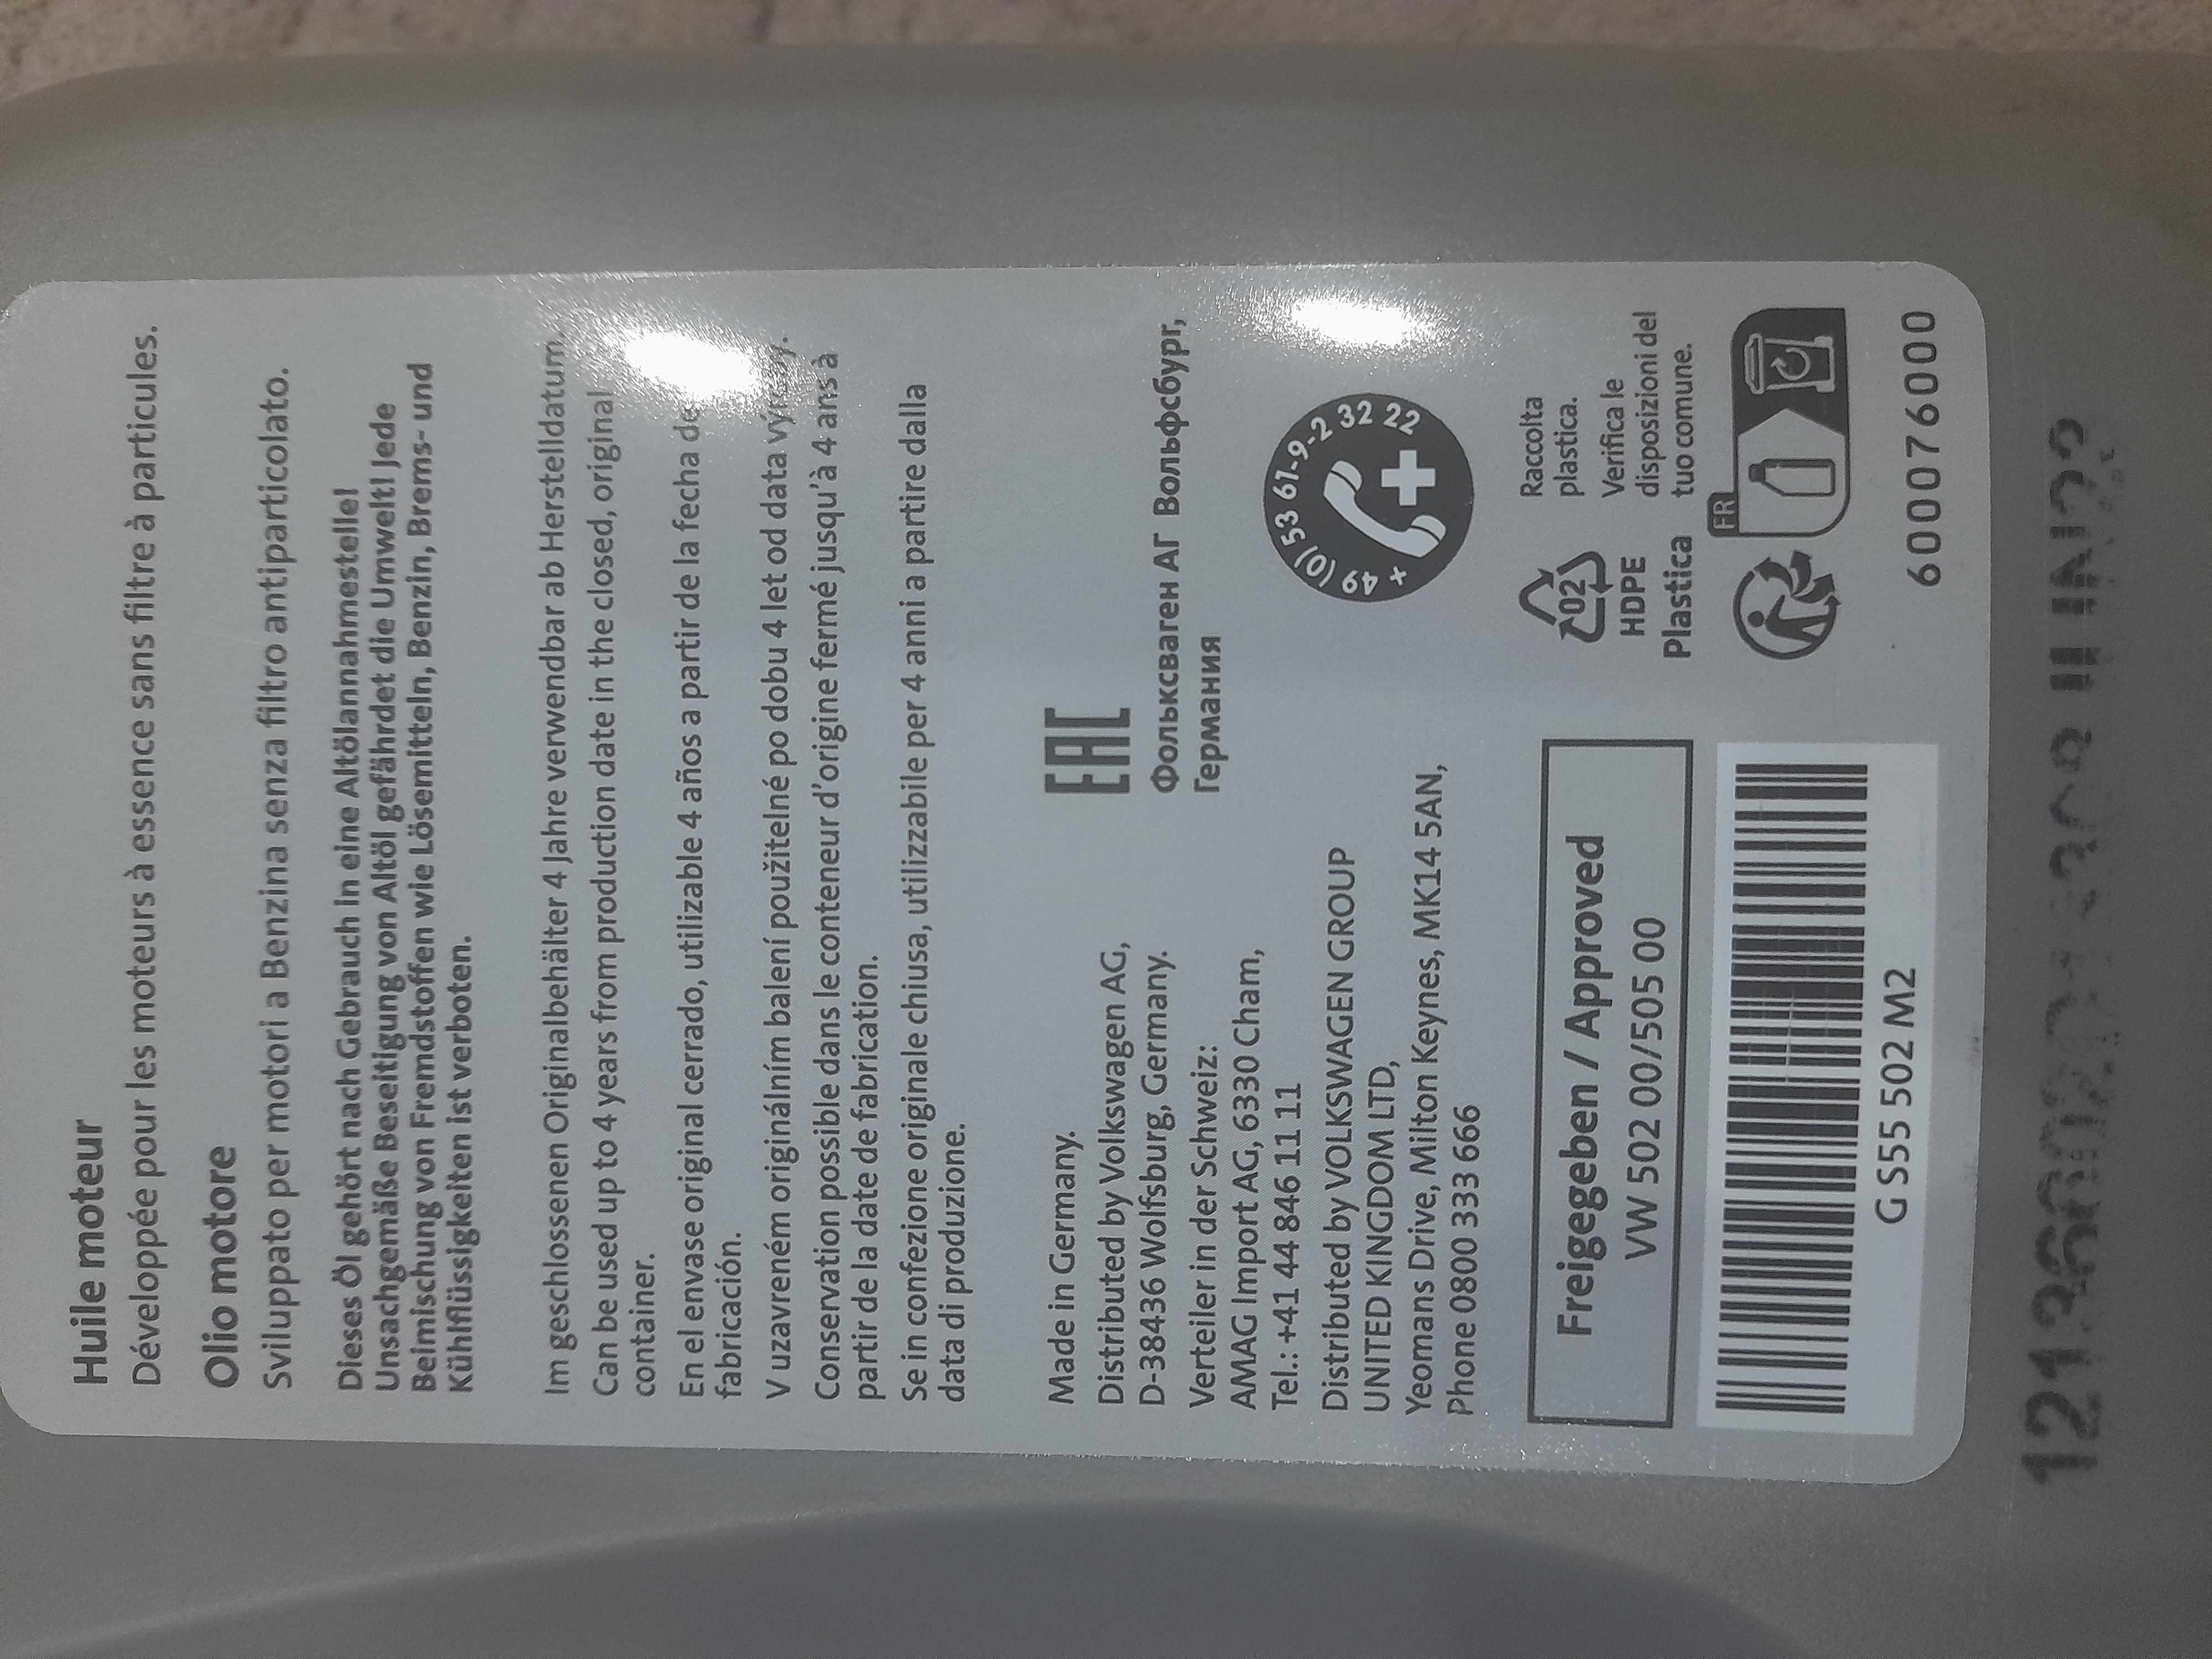 Huile moteur
Développée pour les moteurs à essence sans filtre à particules.
Olio motore
Sviluppato per motori a Benzina senza filtro antiparticolato.
Dieses Öl gehört nach Gebrauch in eine Altölannahmestelle!
Unsachgemäße Beseitigung von Altöl gefährdet die Umwelt! Jede
Beimischung von Fremdstoffen wie Lösemitteln, Benzin, Brems- und
Kühlflüssigkeiten ist verboten.
Im geschlossenen Originalbehälter 4 Jahre verwendbar ab Herstelldatum.
Can be used up to 4 years from production date in the closed, original
container.
En el envase original cerrado, utilizable 4 años a partir de la fecha de
fabricación.
V uzavreném originálním balení použitelné po dobu 4 let od data výroby.
Conservation possible dans le conteneur d'origine fermé jusqu'à 4 ans à
partir de la date de fabrication.
Se in confezione originale chiusa, utilizzabile per 4 anni a partire dalla
data di produzione.
Made in Germany.
Distributed by Volkswagen AG,
D-38436 Wolfsburg, Germany.
Verteiler in der Schweiz:
AMAG Import AG, 6330 Cham,
Tel.: +41 44 846 11 11
Distributed by VOLKSWAGEN GROUP
UNITED KINGDOM LTD,
Yeomans Drive, Milton Keynes, MK14 5AN,
Phone 0800 333 666
EAC
Фольксваген АГ Вольфсбург,
Германия
+ 49 (0) 53 61-9-2 32 22
Freigegeben / Approved
VW 502 00/505 00
G S55 502 M2
02
HDPE
Plastica
Raccolta
plastica.
Verifica le
disposizioni del
tuo comune.
FR
600076000